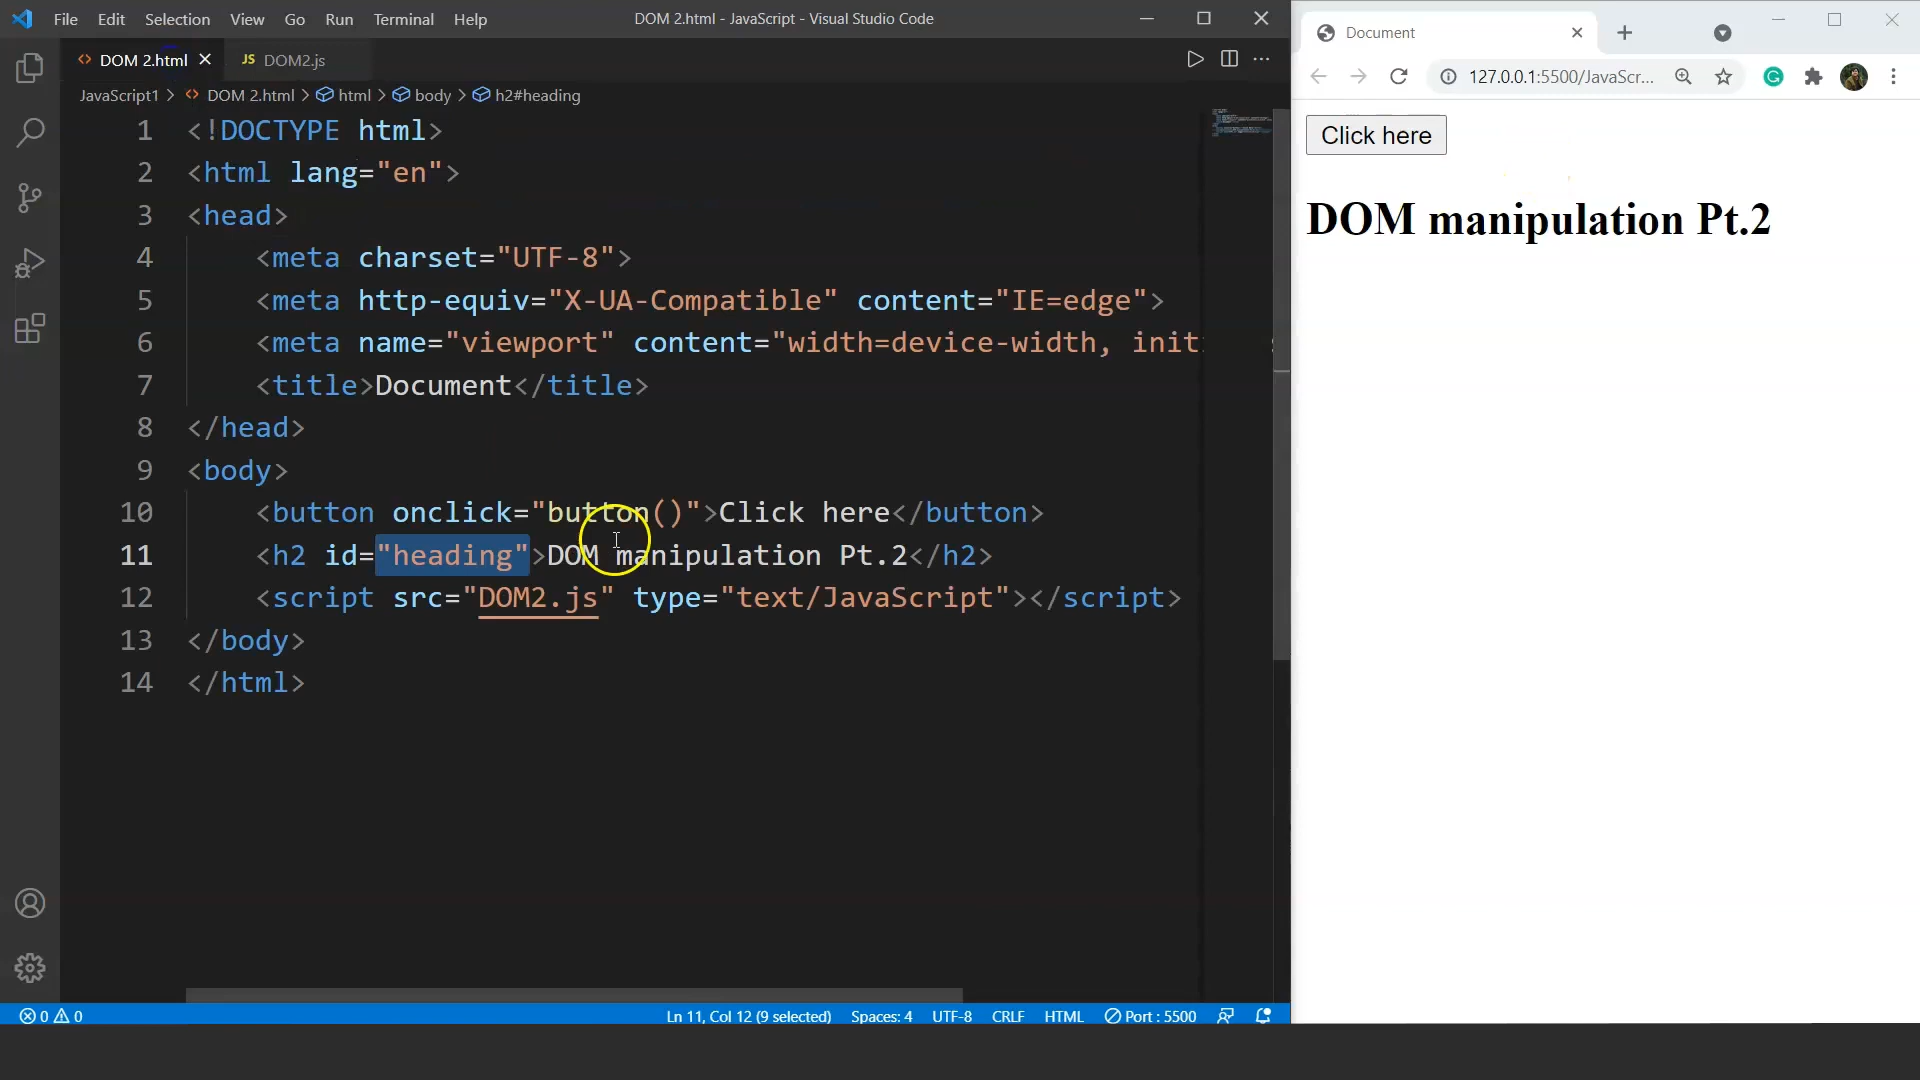 File Edit Selection View Go Run Terminal Help
DOM 2.html - JavaScript - Visual Studio Code
DOM 2.html
JS DOM2.js
JavaScript1 > DOM 2.html > html > body > h2#heading
1 <!DOCTYPE html>
2 <html lang="en">
3 <head>
4 <meta charset="UTF-8">
5 <meta http-equiv="X-UA-Compatible" content="IE=edge">
6 <meta name="viewport" content="width=device-width, init
7 <title>Document</title>
8 </head>
9 <body>
10 <button onclick="button()">Click here</button>
11 <h2 id="heading">DOM manipulation Pt.2</h2>
12 <script src="DOM2.js" type="text/JavaScript"></script>
13 </body>
14 </html>
0 0
Ln 11, Col 12 (9 selected) Spaces: 4 UTF-8 CRLF HTML Port : 5500
Document
127.0.0.1:5500/JavaScr...
Click here
DOM manipulation Pt.2